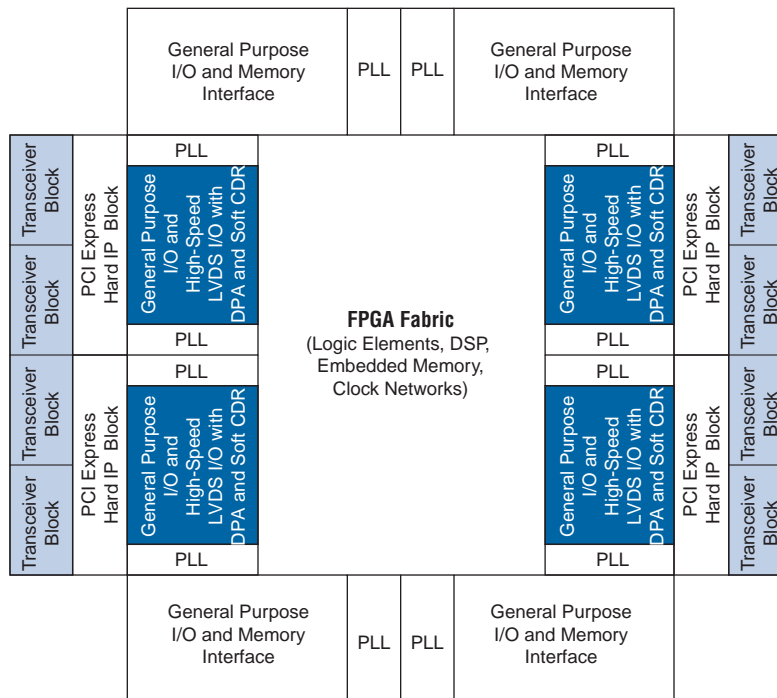 General Purpose
I/O and Memory
Interface
PLL
PLL
General Purpose
I/O and Memory
Interface
Transceiver
Block
Transceiver
Block
PCI Express
Hard IP Block
PLL
General Purpose
I/O and
High-Speed
LVDS I/O with
DPA and Soft CDR
PLL
Transceiver
Block
Transceiver
Block
PCI Express
Hard IP Block
PLL
General Purpose
I/O and
High-Speed
LVDS I/O with
DPA and Soft CDR
PLL
FPGA Fabric
(Logic Elements, DSP,
Embedded Memory,
Clock Networks)
PLL
General Purpose
I/O and
High-Speed
LVDS I/O with
DPA and Soft CDR
PLL
PCI Express
Hard IP Block
Transceiver
Block
Transceiver
Block
PLL
General Purpose
I/O and
High-Speed
LVDS I/O with
DPA and Soft CDR
PLL
PCI Express
Hard IP Block
Transceiver
Block
Transceiver
Block
General Purpose
I/O and Memory
Interface
PLL
PLL
General Purpose
I/O and Memory
Interface